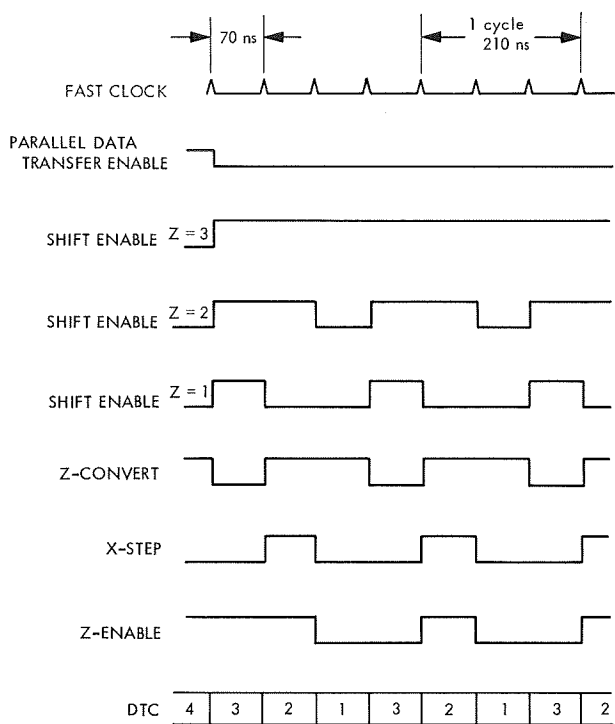 1 cycle
70 ns
210 ns
FAST CLOCK
PARALLEL DATA
TRANSFER ENABLE
SHIFT ENABLE Z = 3
SHIFT ENABLE Z = 2
SHIFT ENABLE Z = 1
Z-CONVERT
X-STEP
Z-ENABLE
DTC 4 3 2 1 3 2 1 3 2